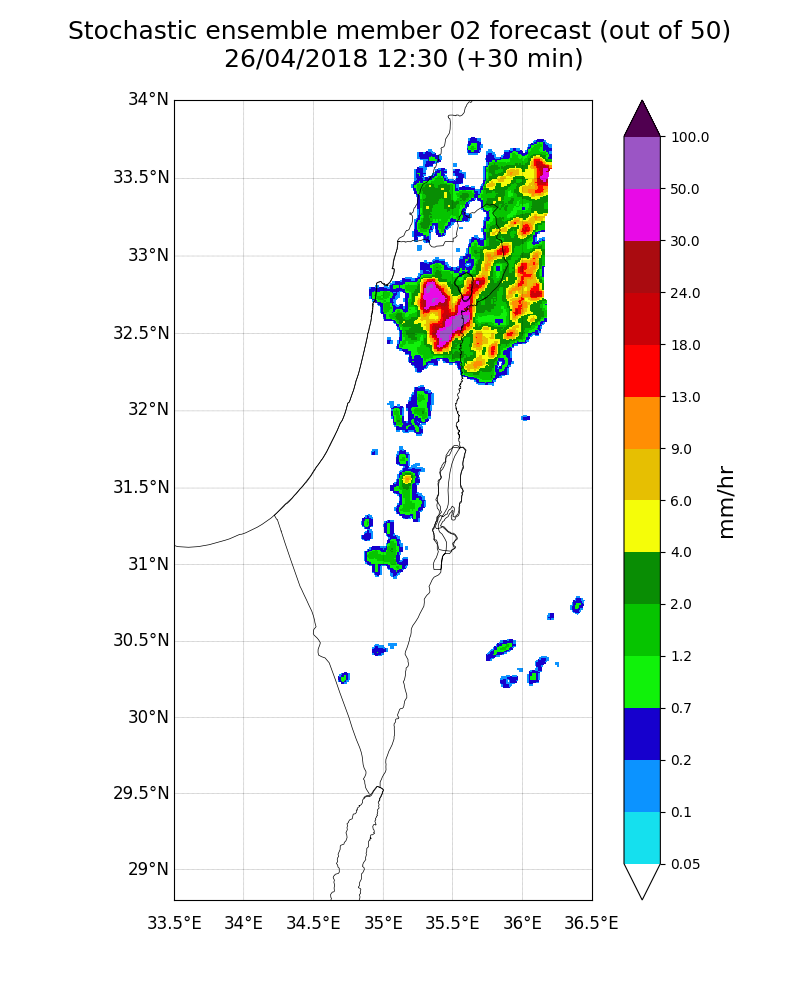 Stochastic ensemble member 02 forecast (out of 50)
26/04/2018 12:30 (+30 min)
34°N
33.5°N
33°N
32.5°N
32°N
31.5°N
31°N
30.5°N
30°N
29.5°N
29°N
33.5°E 34°E 34.5°E 35°E 35.5°E 36°E 36.5°E
100.0
50.0
30.0
24.0
18.0
13.0
9.0
6.0
4.0
2.0
1.2
0.7
0.2
0.1
0.05
mm/hr